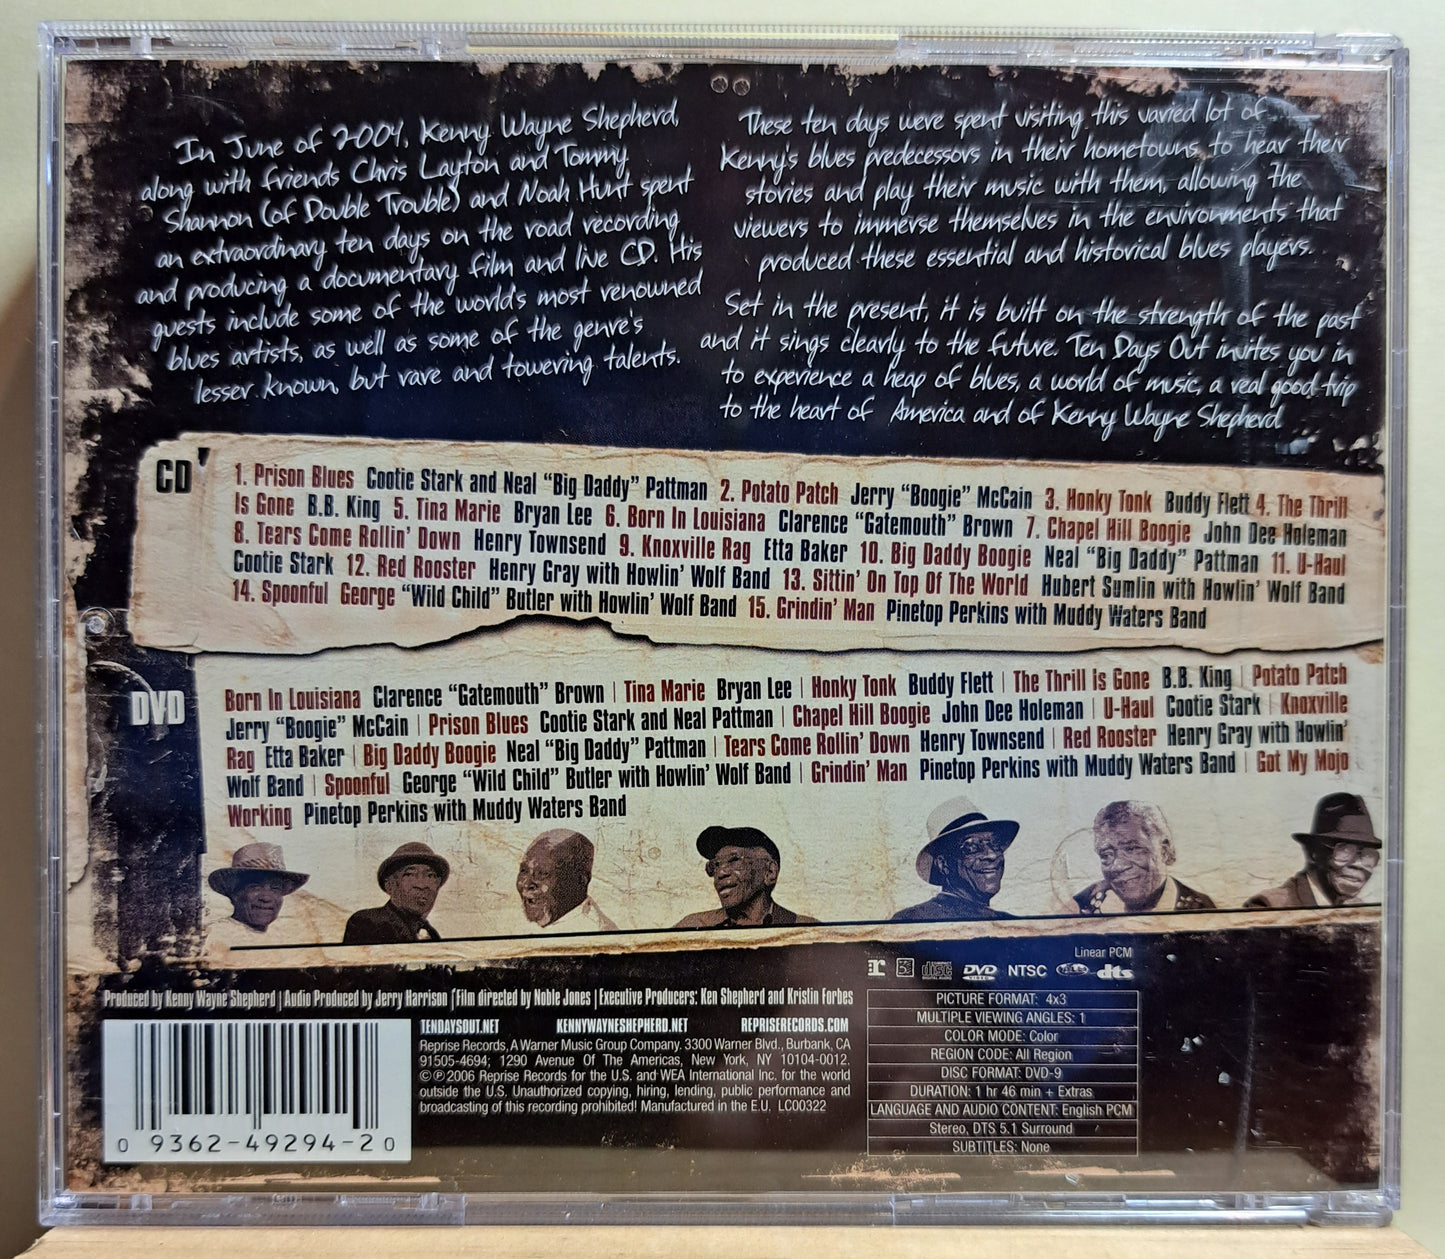 In June of 2004, Kenny Wayne Shepherd,
along with friends Chris Layton and Tommy
Shannon (of Double Trouble) and Noah Hunt spent
an extraordinary ten days on the road recording
and producing a documentary film and live CD. His
guests include some of the world's most renowned
blues artists, as well as some of the genre's
lesser known, but rare and towering talents.
These ten days were spent visiting this varied lot of
Kenny's blues predecessors in their hometowns to hear their
stories and play their music with them, allowing the
viewers to immerse themselves in the environments that
produced these essential and historical blues players.
Set in the present, it is built on the strength of the past
and it sings clearly to the future. Ten Days Out invites you in
to experience a heap of blues, a world of music, a real good trip
to the heart of America and of Kenny Wayne Shepherd
CD
1. Prison Blues Cootie Stark and Neal "Big Daddy" Pattman 2. Potato Patch Jerry "Boogie" McCain 3. Honky Tonk Buddy Flett 4. The Thrill
Is Gone B.B. King 5. Tina Marie Bryan Lee 6. Born In Louisiana Clarence "Gatemouth" Brown 7. Chapel Hill Boogie John Dee Holeman
8. Tears Come Rollin' Down Henry Townsend 9. Knoxville Rag Etta Baker 10. Big Daddy Boogie Neal "Big Daddy" Pattman 11. U-Haul
Cootie Stark 12. Red Rooster Henry Gray with Howlin' Wolf Band 13. Sittin' On Top Of The World Hubert Sumlin with Howlin' Wolf Band
14. Spoonful George "Wild Child" Butler with Howlin' Wolf Band 15. Grindin' Man Pinetop Perkins with Muddy Waters Band
DVD
Born In Louisiana Clarence "Gatemouth" Brown | Tina Marie Bryan Lee | Honky Tonk Buddy Flett | The Thrill Is Gone B.B. King | Potato Patch
Jerry "Boogie" McCain | Prison Blues Cootie Stark and Neal Pattman | Chapel Hill Boogie John Dee Holeman | U-Haul Cootie Stark | Knoxville
Rag Etta Baker | Big Daddy Boogie Neal "Big Daddy" Pattman | Tears Come Rollin' Down Henry Townsend | Red Rooster Henry Gray with Howlin'
Wolf Band | Spoonful George "Wild Child" Butler with Howlin' Wolf Band | Grindin' Man Pinetop Perkins with Muddy Waters Band | Got My Mojo
Working Pinetop Perkins with Muddy Waters Band
Produced by Kenny Wayne Shepherd | Audio Produced by Jerry Harrison | Film directed by Noble Jones | Executive Producers: Ken Shepherd and Kristin Forbes
TENDAYSOUT.NET KENNYWAYNESHEPHERD.NET REPRISERECORDS.COM
Reprise Records, A Warner Music Group Company. 3300 Warner Blvd., Burbank, CA
91505-4694; 1290 Avenue Of The Americas, New York, NY 10104-0012.
©℗2006 Reprise Records for the U.S. and WEA International Inc. for the world
outside the U.S. Unauthorized copying, hiring, lending, public performance and
broadcasting of this recording prohibited! Manufactured in the E.U. LC00322
0 9362-49294-2 0
Linear PCM
r disc DVD VIDEO NTSC dts
PICTURE FORMAT: 4x3
MULTIPLE VIEWING ANGLES: 1
COLOR MODE: Color
REGION CODE: All Region
DISC FORMAT: DVD-9
DURATION: 1 hr 46 min + Extras
LANGUAGE AND AUDIO CONTENT: English PCM
Stereo, DTS 5.1 Surround
SUBTITLES: None